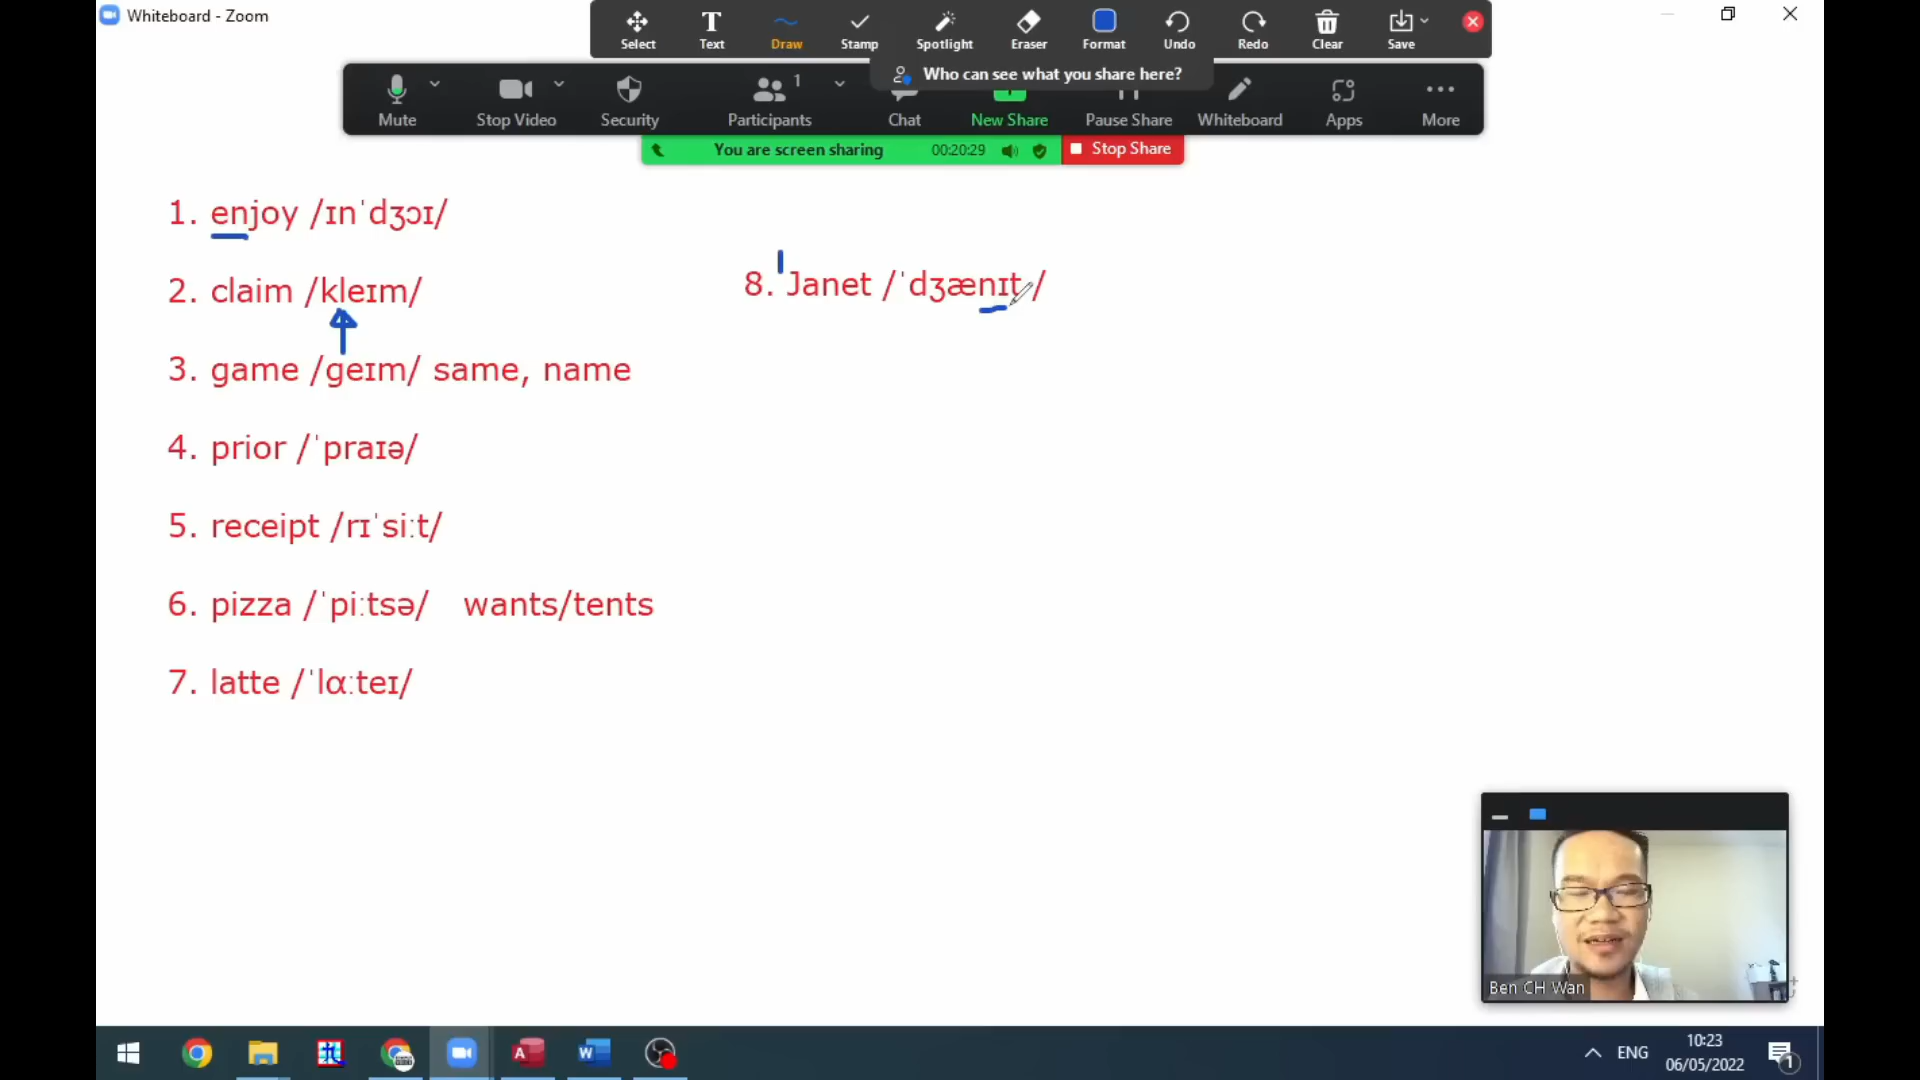 Whiteboard - Zoom
Select Text Draw Stamp Spotlight Eraser Format Undo Redo Clear Save
Who can see what you share here?
Mute Stop Video Security Participants 1 Chat New Share Pause Share Whiteboard Apps More
You are screen sharing 00:20:29 Stop Share
1. enjoy /ɪnˈdʒɔɪ/
2. claim /kleɪm/
3. game /geɪm/ same, name
4. prior /ˈpraɪə/
5. receipt /rɪˈsiːt/
6. pizza /ˈpiːtsə/ wants/tents
7. latte /ˈlɑːteɪ/
8. Janet /ˈdʒænɪt /
Ben CH Wan
ENG
10:23
06/05/2022
1